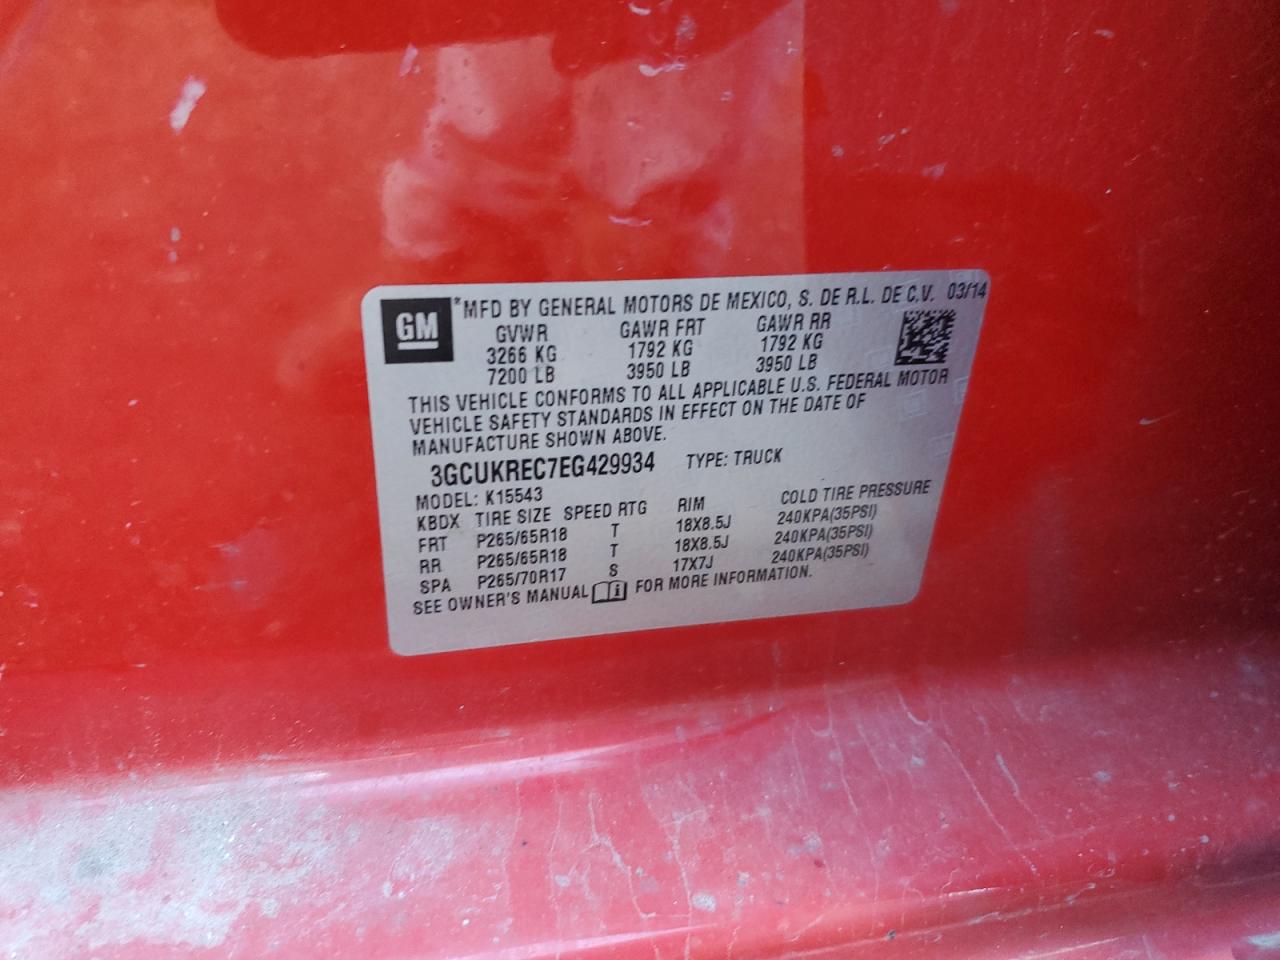 GM
*MFD BY GENERAL MOTORS DE MEXICO, S. DE R.L. DE C.V. 03/14
GVWR GAWR FRT GAWR RR
3266 KG 1792 KG 1792 KG
7200 LB 3950 LB 3950 LB
THIS VEHICLE CONFORMS TO ALL APPLICABLE U.S. FEDERAL MOTOR
VEHICLE SAFETY STANDARDS IN EFFECT ON THE DATE OF
MANUFACTURE SHOWN ABOVE.
3GCUKREC7EG429934 TYPE: TRUCK
MODEL: K15543
KBDX TIRE SIZE SPEED RTG RIM COLD TIRE PRESSURE
FRT P265/65R18 T 18X8.5J 240KPA(35PSI)
RR P265/65R18 T 18X8.5J 240KPA(35PSI)
SPA P265/70R17 S 17X7J 240KPA(35PSI)
SEE OWNER'S MANUAL i FOR MORE INFORMATION.